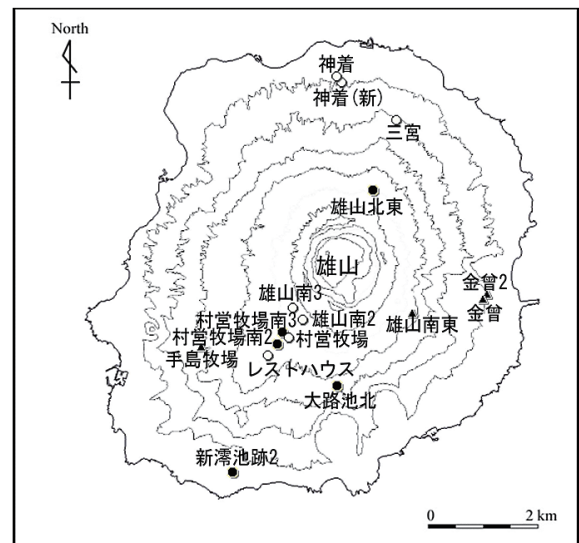 North
神着
神着(新)
三宮
雄山北東
雄山
金曽2
金曽
雄山南3
村営牧場南3
雄山南2
雄山南東
村営牧場南2
村営牧場
手島牧場
レストハウス
大路池北
新澪池跡2
0 2 km